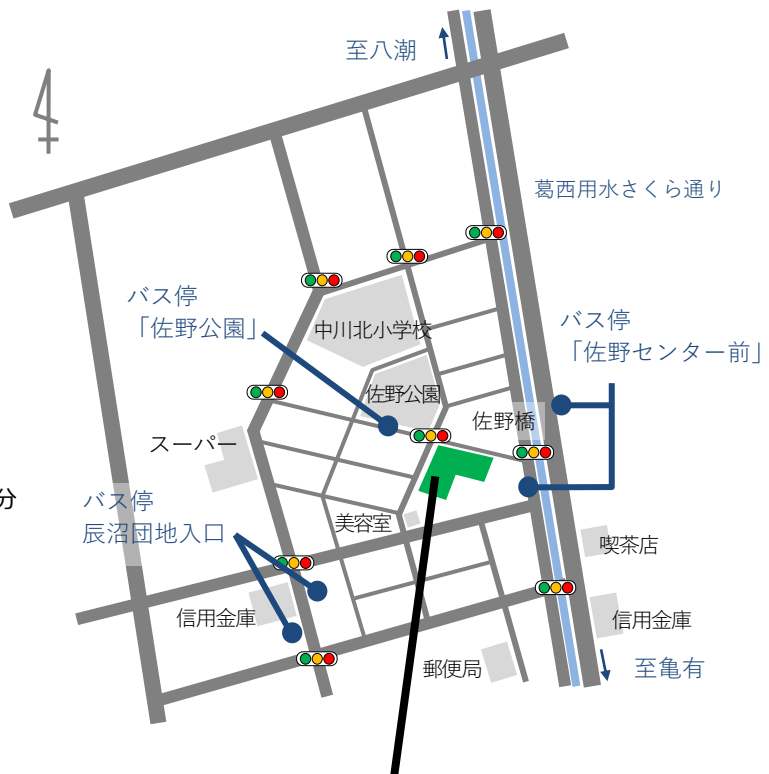 至八潮
葛西用水さくら通り
バス停
「佐野公園」
中川北小学校
バス停
「佐野センター前」
佐野公園
佐野橋
スーパー
分
バス停
辰沼団地入口
美容室
喫茶店
信用金庫
信用金庫
郵便局
至亀有